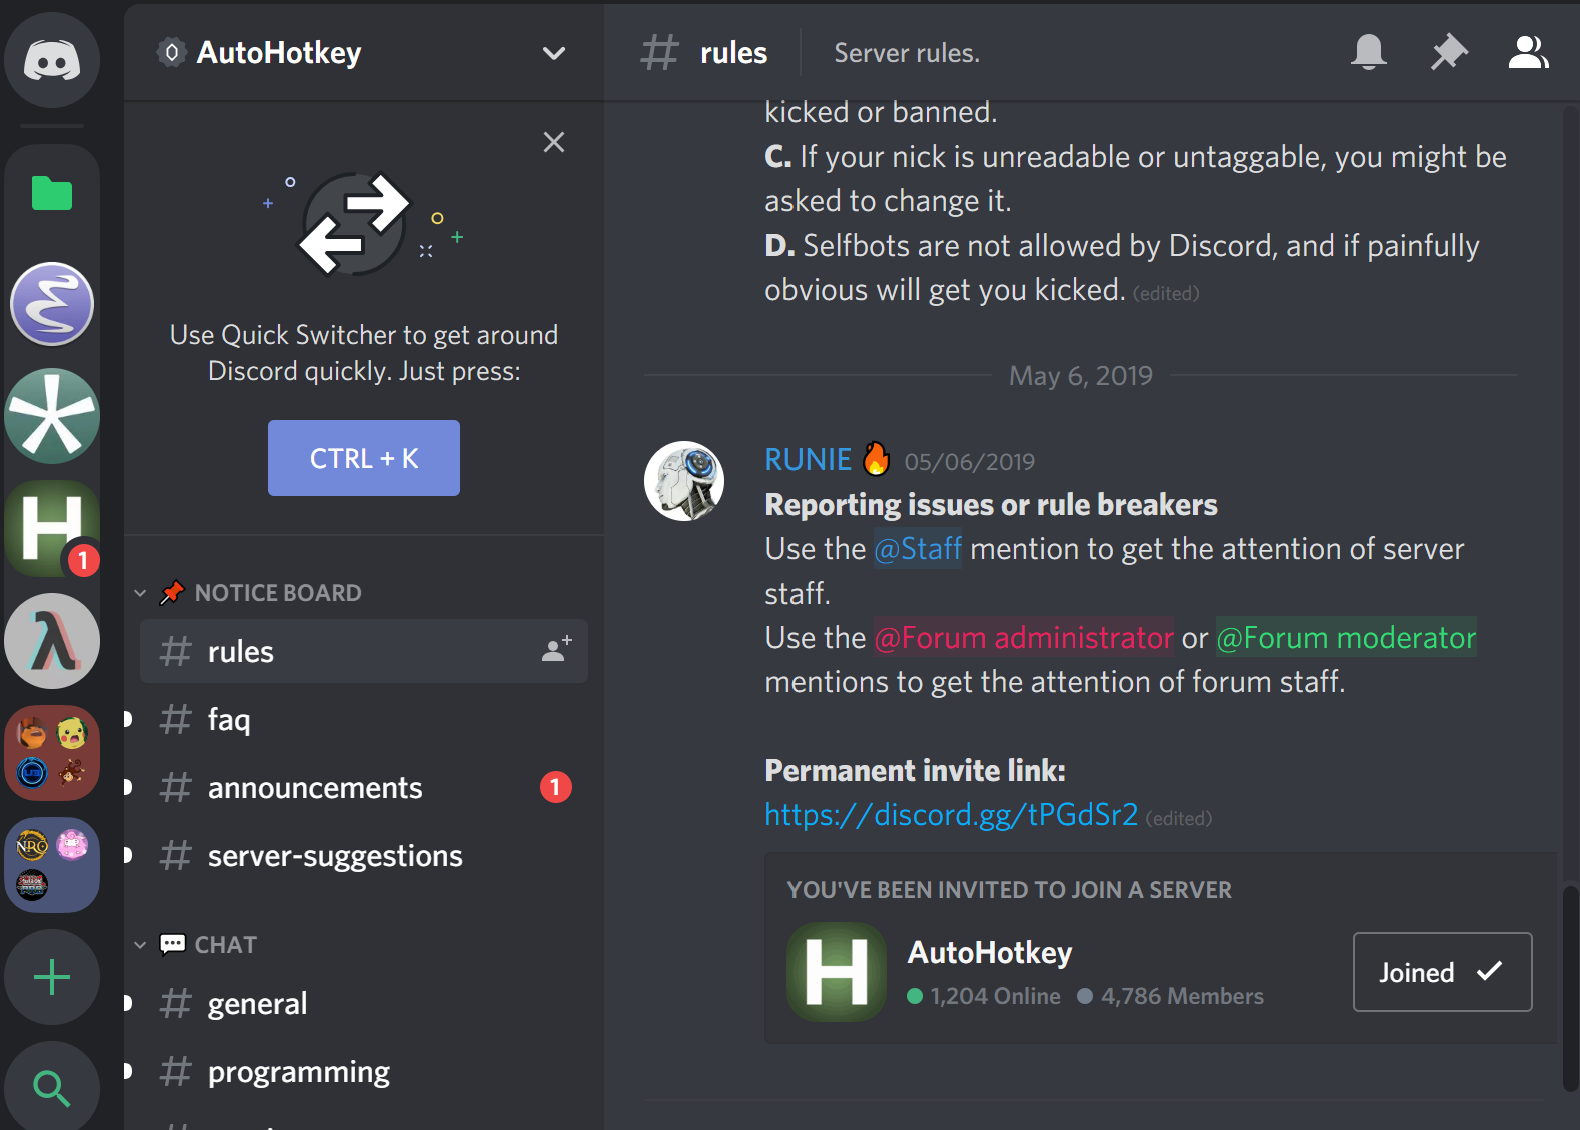 AutoHotkey
Use Quick Switcher to get around
Discord quickly. Just press:
CTRL + K
H
1
NOTICE BOARD
# rules
# faq
# announcements
1
# server-suggestions
CHAT
# general
# programming
λ
NRG
# rules
Server rules.
kicked or banned.
C. If your nick is unreadable or untaggable, you might be
asked to change it.
D. Selfbots are not allowed by Discord, and if painfully
obvious will get you kicked. (edited)
May 6, 2019
RUNIE 🔥 05/06/2019
Reporting issues or rule breakers
Use the @Staff mention to get the attention of server
staff.
Use the @Forum administrator or @Forum moderator
mentions to get the attention of forum staff.
Permanent invite link:
https://discord.gg/tPGdSr2 (edited)
YOU'VE BEEN INVITED TO JOIN A SERVER
H
AutoHotkey
1,204 Online 4,786 Members
Joined